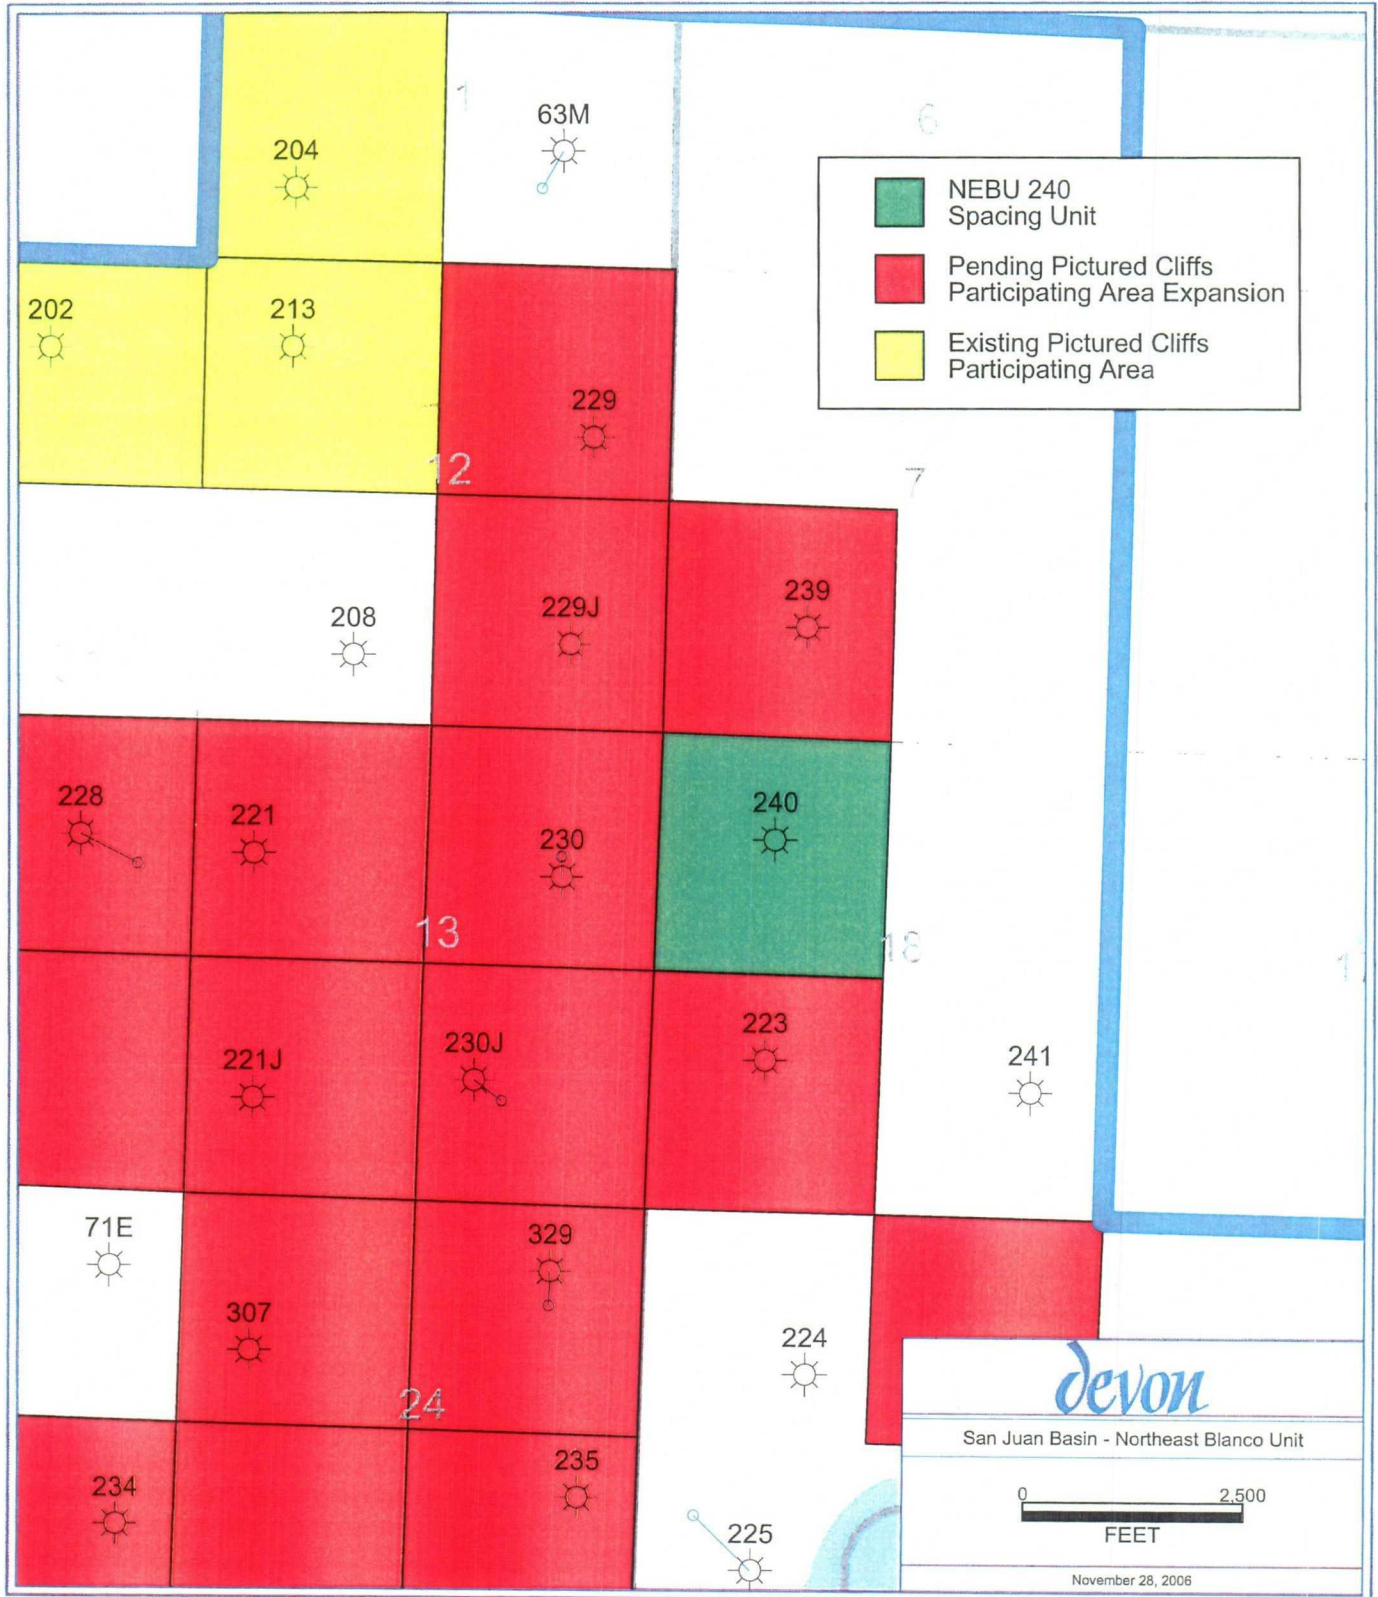 1
6
63M
204
NEBU 240
Spacing Unit
Pending Pictured Cliffs
Participating Area Expansion
Existing Pictured Cliffs
Participating Area
202
213
229
12
7
239
229J
208
228
221
230
240
13
18
221J
230J
223
241
71E
329
307
224
24
234
235
225
devon
San Juan Basin - Northeast Blanco Unit
0 2,500
FEET
November 28, 2006